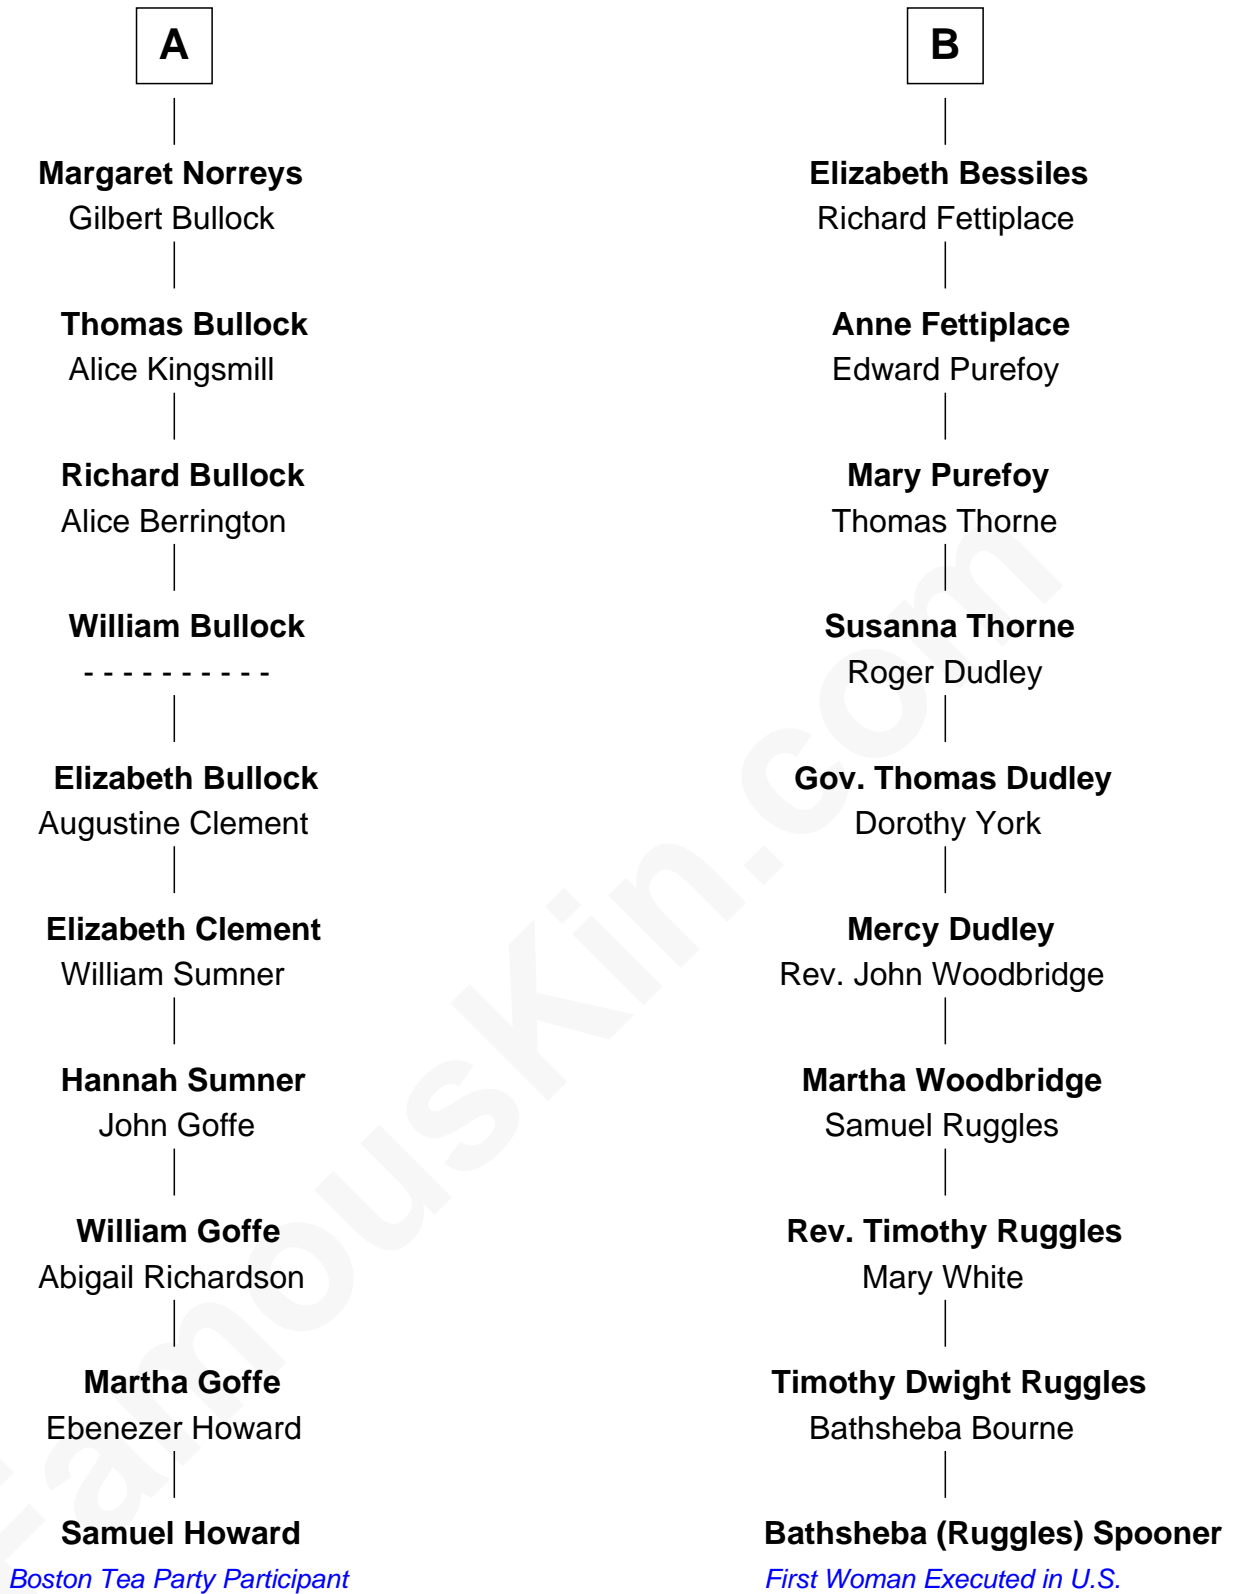 A
Margaret Norreys
Gilbert Bullock
Thomas Bullock
Alice Kingsmill
Richard Bullock
Alice Berrington
William Bullock
- - - - - - - - - -
Elizabeth Bullock
Augustine Clement
Elizabeth Clement
William Sumner
Hannah Sumner
John Goffe
William Goffe
Abigail Richardson
Martha Goffe
Ebenezer Howard
Samuel Howard
Boston Tea Party Participant
B
Elizabeth Bessiles
Richard Fettiplace
Anne Fettiplace
Edward Purefoy
Mary Purefoy
Thomas Thorne
Susanna Thorne
Roger Dudley
Gov. Thomas Dudley
Dorothy York
Mercy Dudley
Rev. John Woodbridge
Martha Woodbridge
Samuel Ruggles
Rev. Timothy Ruggles
Mary White
Timothy Dwight Ruggles
Bathsheba Bourne
Bathsheba (Ruggles) Spooner
First Woman Executed in U.S.
FamousKin.com